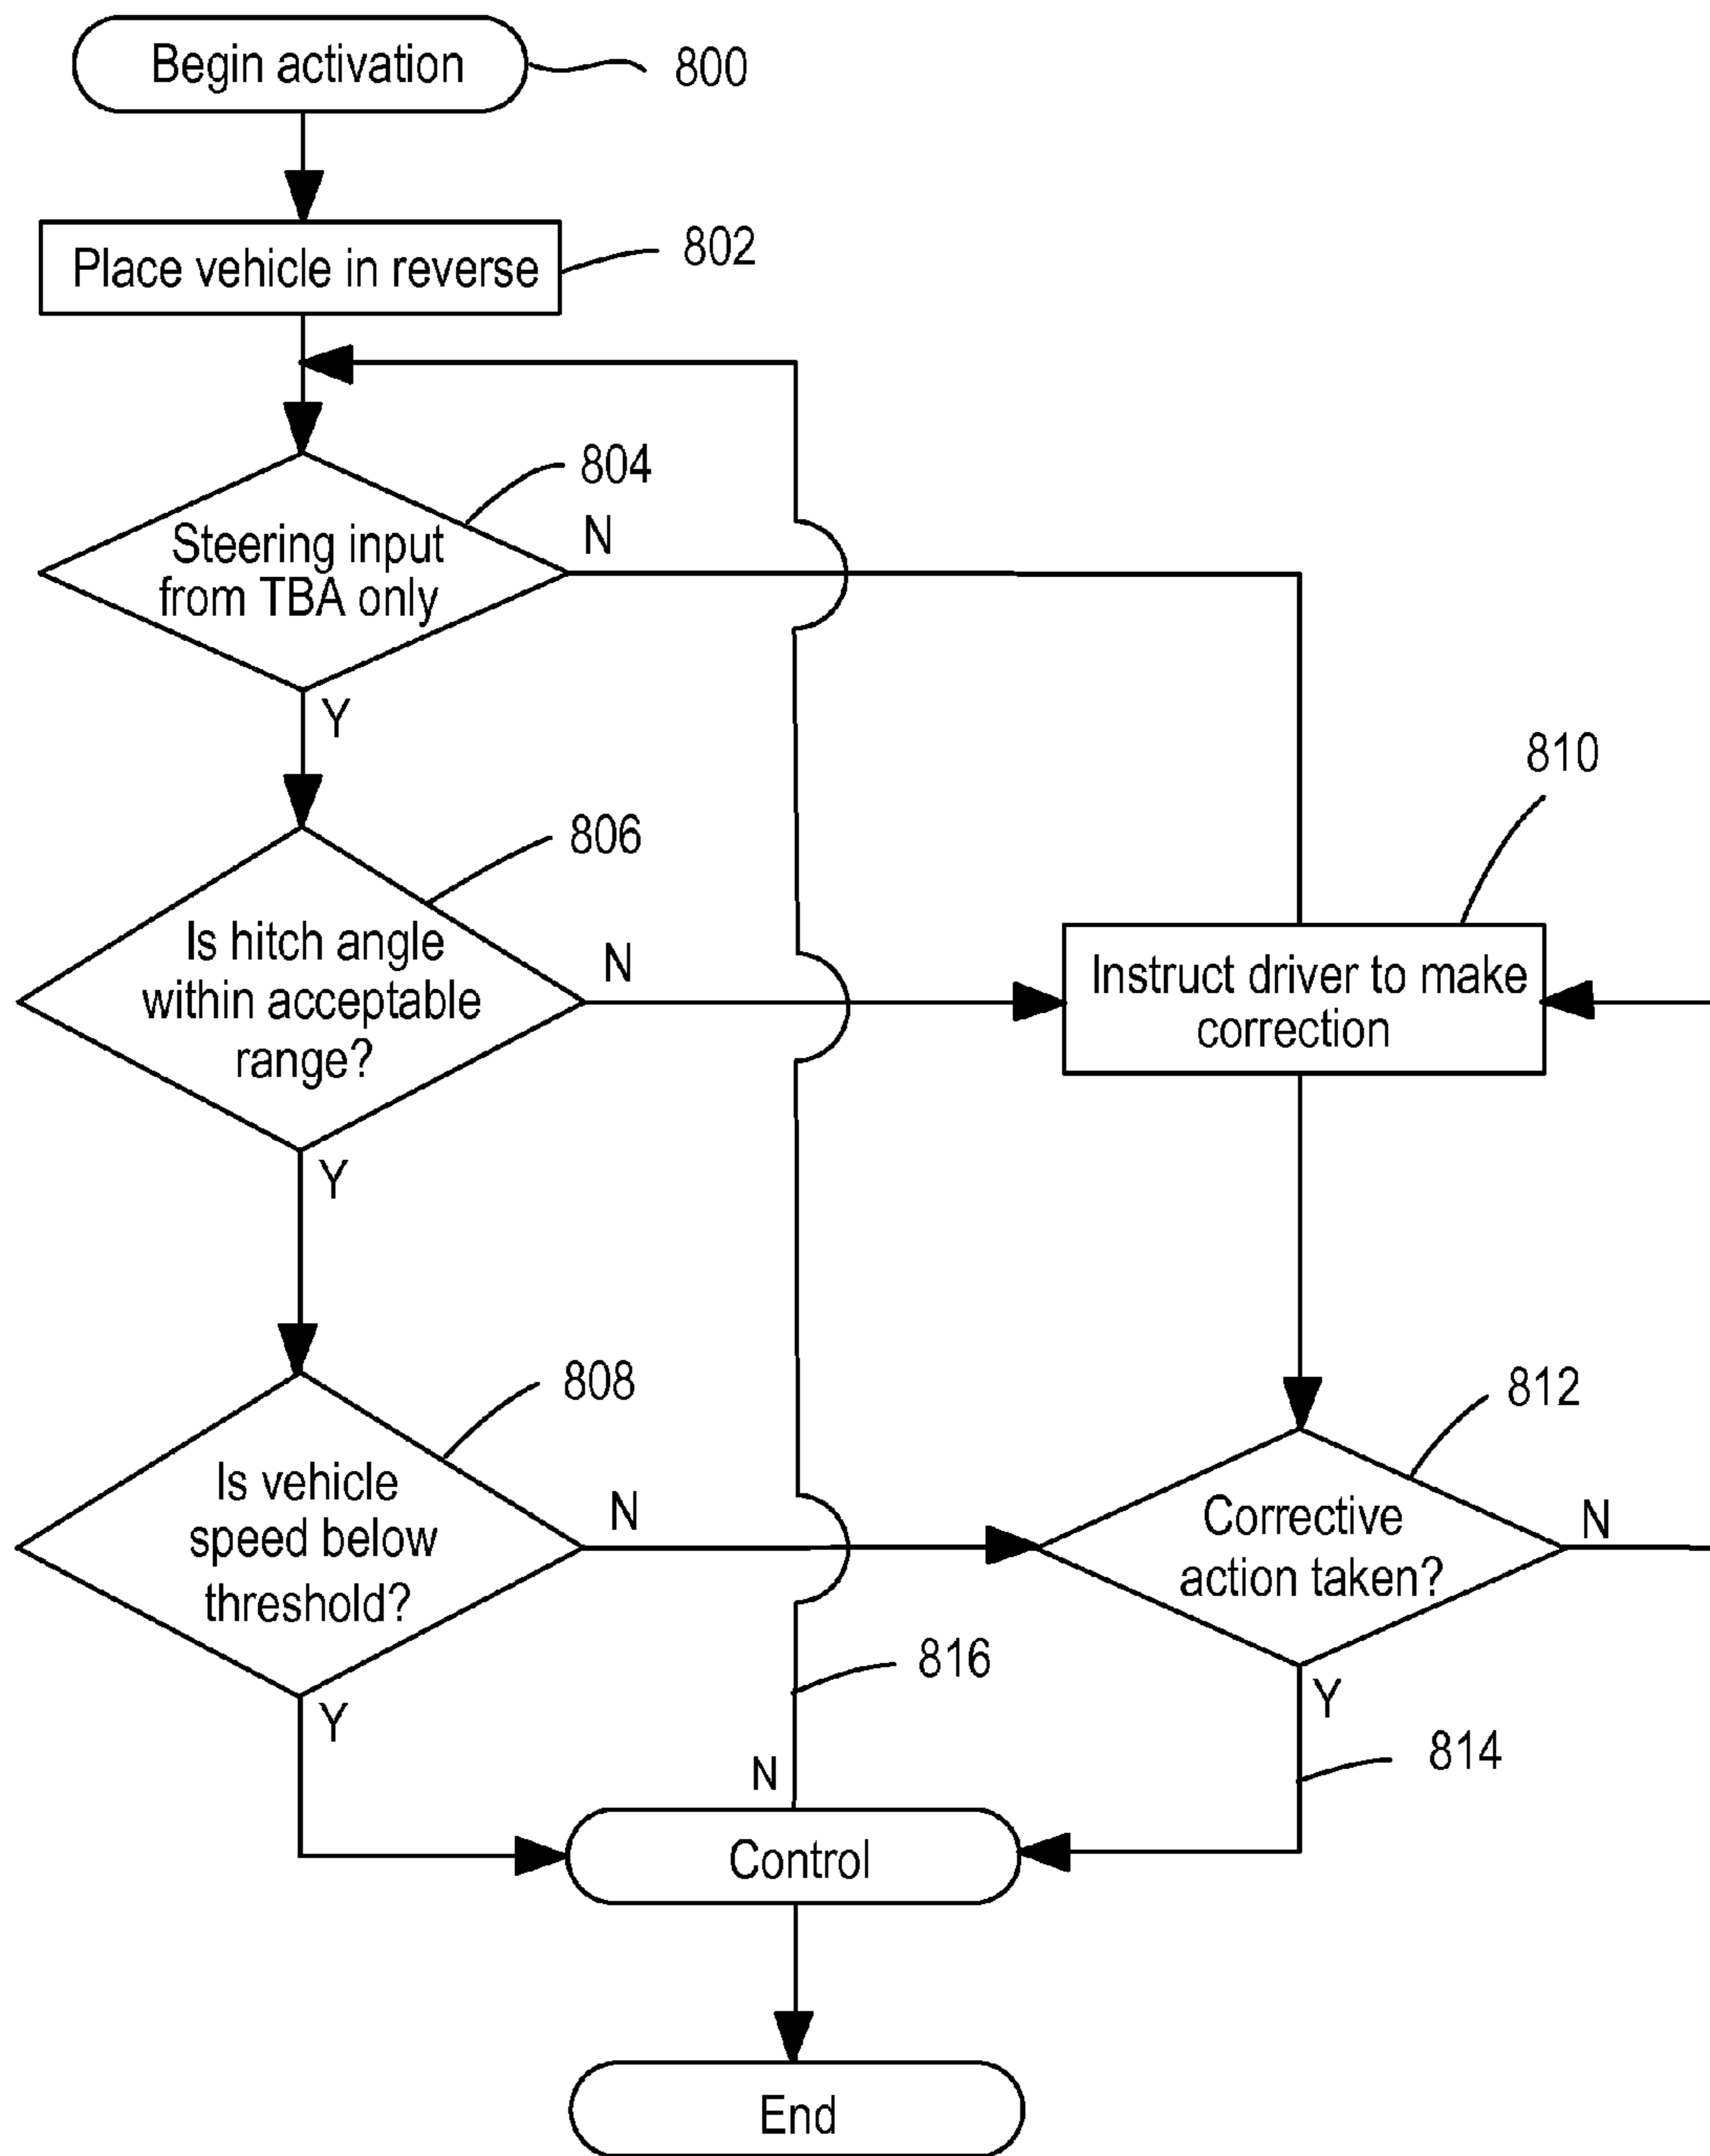 Begin activation
800
Place vehicle in reverse
802
804
Steering input
from TBA only
N
Y
810
806
Is hitch angle
within acceptable
range?
N
Y
Instruct driver to make
correction
808
Is vehicle
speed below
threshold?
N
Y
812
Corrective
action taken?
N
Y
816
814
N
Control
End